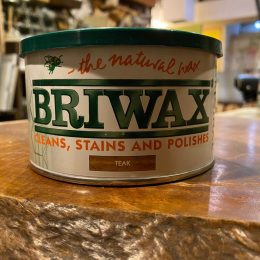 the natural wax
BRIWAX
CLEANS, STAINS AND POLISHES
TEAK